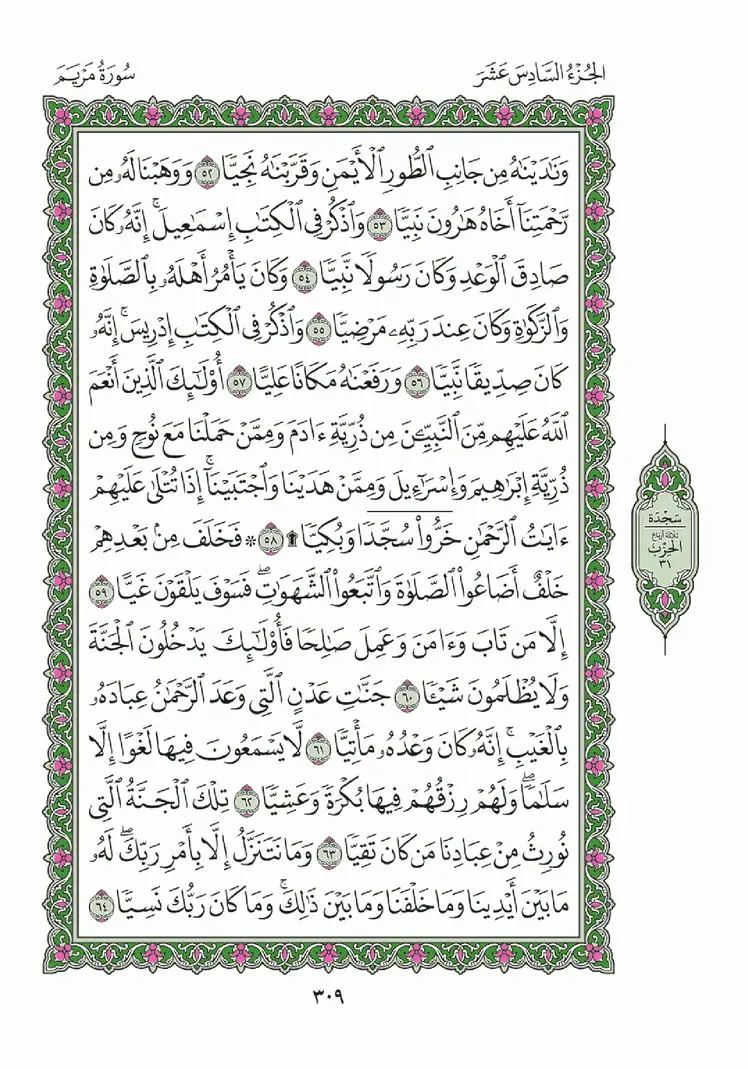 الجُزْءُ السَّادِسَ عَشَرَ
سُورَةُ مَرْيَمَ
وَنَٰدَيْنَٰهُ مِن جَانِبِ ٱلطُّورِ ٱلْأَيْمَنِ وَقَرَّبْنَٰهُ نَجِيًّا ٥٢ وَوَهَبْنَا لَهُۥ مِن
رَّحْمَتِنَآ أَخَاهُ هَٰرُونَ نَبِيًّا ٥٣ وَٱذْكُرْ فِى ٱلْكِتَٰبِ إِسْمَٰعِيلَ ۚ إِنَّهُۥ كَانَ
صَادِقَ ٱلْوَعْدِ وَكَانَ رَسُولًا نَّبِيًّا ٥٤ وَكَانَ يَأْمُرُ أَهْلَهُۥ بِٱلصَّلَوٰةِ
وَٱلزَّكَوٰةِ وَكَانَ عِندَ رَبِّهِۦ مَرْضِيًّا ٥٥ وَٱذْكُرْ فِى ٱلْكِتَٰبِ إِدْرِيسَ ۚ إِنَّهُۥ
كَانَ صِدِّيقًا نَّبِيًّا ٥٦ وَرَفَعْنَٰهُ مَكَانًا عَلِيًّا ٥٧ أُو۟لَٰٓئِكَ ٱلَّذِينَ أَنْعَمَ
ٱللَّهُ عَلَيْهِم مِّنَ ٱلنَّبِيِّـۧنَ مِن ذُرِّيَّةِ ءَادَمَ وَمِمَّنْ حَمَلْنَا مَعَ نُوحٍ وَمِن
ذُرِّيَّةِ إِبْرَٰهِيمَ وَإِسْرَٰٓءِيلَ وَمِمَّنْ هَدَيْنَا وَٱجْتَبَيْنَآ ۚ إِذَا تُتْلَىٰ عَلَيْهِمْ
ءَايَٰتُ ٱلرَّحْمَٰنِ خَرُّوا۟ سُجَّدًا وَبُكِيًّا ۩ ٥٨ * فَخَلَفَ مِنۢ بَعْدِهِمْ
خَلْفٌ أَضَاعُوا۟ ٱلصَّلَوٰةَ وَٱتَّبَعُوا۟ ٱلشَّهَوَٰتِ ۖ فَسَوْفَ يَلْقَوْنَ غَيًّا ٥٩
إِلَّا مَن تَابَ وَءَامَنَ وَعَمِلَ صَٰلِحًا فَأُو۟لَٰٓئِكَ يَدْخُلُونَ ٱلْجَنَّةَ
وَلَا يُظْلَمُونَ شَيْـًٔا ٦٠ جَنَّٰتِ عَدْنٍ ٱلَّتِى وَعَدَ ٱلرَّحْمَٰنُ عِبَادَهُۥ
بِٱلْغَيْبِ ۚ إِنَّهُۥ كَانَ وَعْدُهُۥ مَأْتِيًّا ٦١ لَّا يَسْمَعُونَ فِيهَا لَغْوًا إِلَّا
سَلَٰمًا ۖ وَلَهُمْ رِزْقُهُمْ فِيهَا بُكْرَةً وَعَشِيًّا ٦٢ تِلْكَ ٱلْجَنَّةُ ٱلَّتِى
نُورِثُ مِنْ عِبَادِنَا مَن كَانَ تَقِيًّا ٦٣ وَمَا نَتَنَزَّلُ إِلَّا بِأَمْرِ رَبِّكَ ۖ لَهُۥ
مَا بَيْنَ أَيْدِينَا وَمَا خَلْفَنَا وَمَا بَيْنَ ذَٰلِكَ ۚ وَمَا كَانَ رَبُّكَ نَسِيًّا ٦٤
سَجْدَة
ثلاثة أرباع
الحِزْب
٣١
٣٠٩